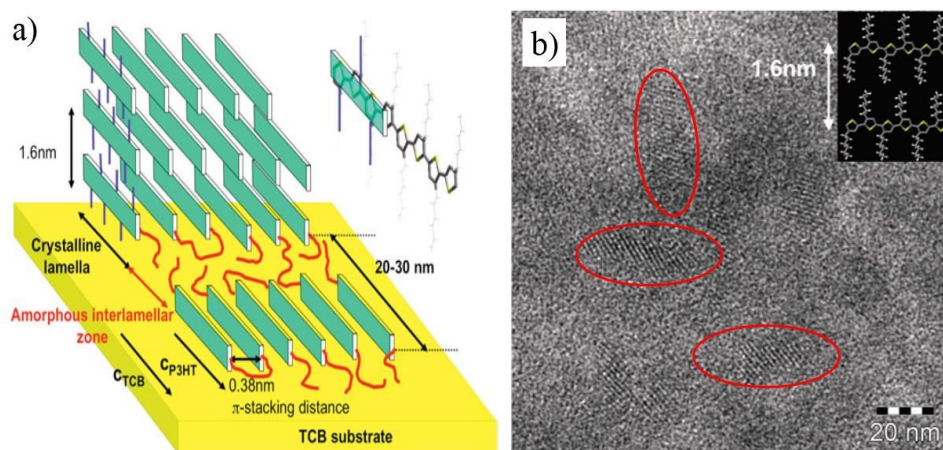 a)
1.6nm
Crystalline
lamella
Amorphous interlamellar
zone
20-30 nm
cTCB
cP3HT
0.38nm
π-stacking distance
TCB substrate
b)
1.6nm
20 nm